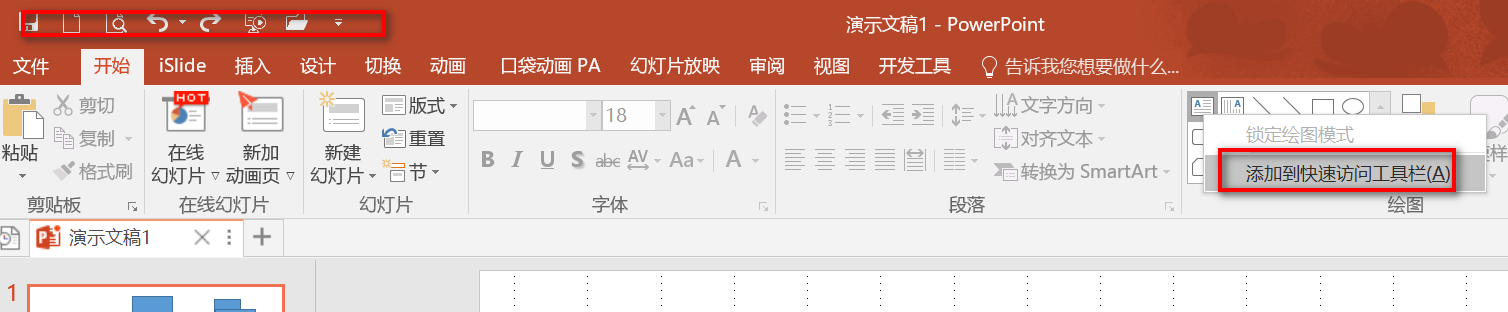 演示文稿1 - PowerPoint
文件 开始 iSlide 插入 设计 切换 动画 口袋动画 PA 幻灯片放映 审阅 视图 开发工具 告诉我您想要做什么...
粘贴
剪切
复制
格式刷
剪贴板
HOT
在线
幻灯片
新加
动画页
在线幻灯片
新建
幻灯片
版式
重置
节
幻灯片
18
B I U S abc AV Aa A
字体
文字方向
对齐文本
转换为 SmartArt
段落
锁定绘图模式
添加到快速访问工具栏(A)
绘图
演示文稿1
1